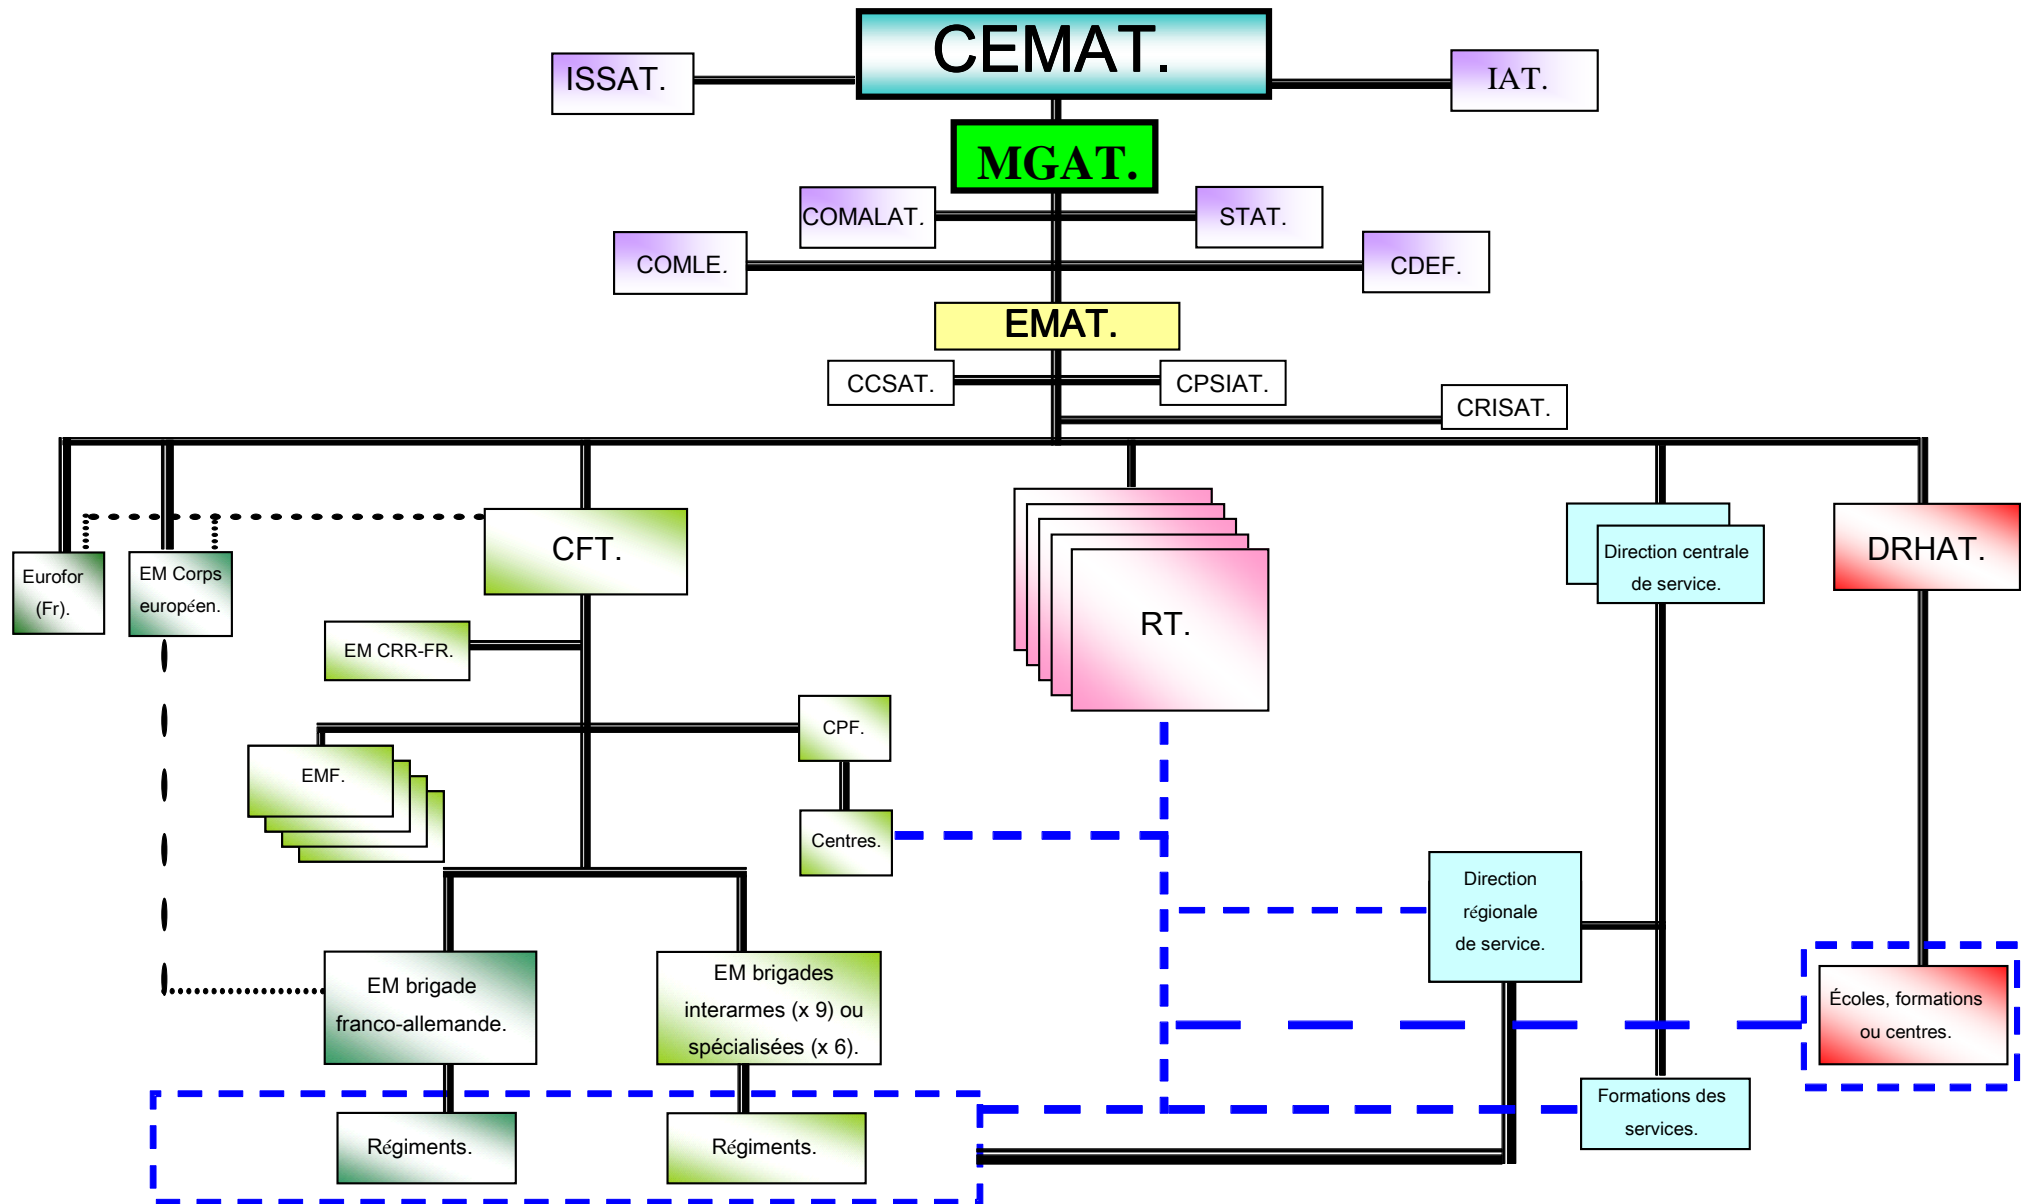 CEMAT.
ISSAT.
IAT.
MGAT.
COMALAT.
STAT.
COMLE.
CDEF.
EMAT.
CCSAT.
CPSIAT.
CRISAT.
CFT.
RT.
Direction centrale
de service.
DRHAT.
Eurofor
(Fr).
EM Corps
européen.
EM CRR-FR.
CPF.
EMF.
Centres.
Direction
régionale
de service.
EM brigade
franco-allemande.
EM brigades
interarmes (x 9) ou
spécialisées (x 6).
Écoles, formations
ou centres.
Formations des
services.
Régiments.
Régiments.